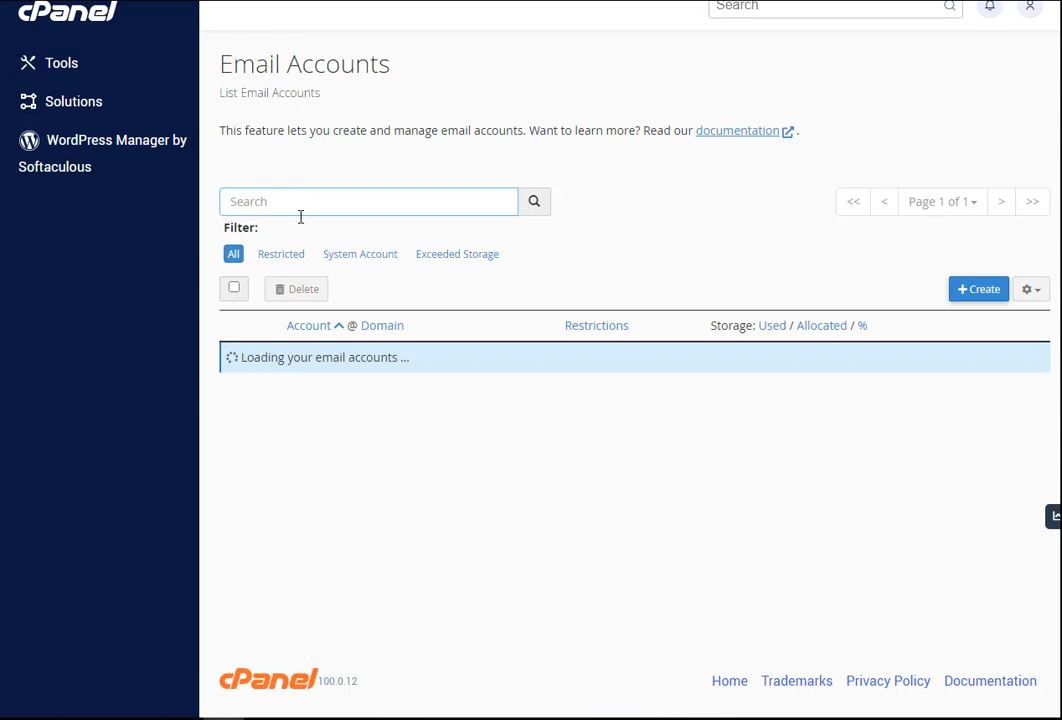 cPanel
Search
Tools
Solutions
WordPress Manager by
Softaculous
Email Accounts
List Email Accounts
This feature lets you create and manage email accounts. Want to learn more? Read our documentation .
Search
<< < Page 1 of 1 > >>
Filter:
All Restricted System Account Exceeded Storage
Delete
+ Create
Account @ Domain Restrictions Storage: Used / Allocated / %
Loading your email accounts ...
cPanel 100.0.12
Home Trademarks Privacy Policy Documentation